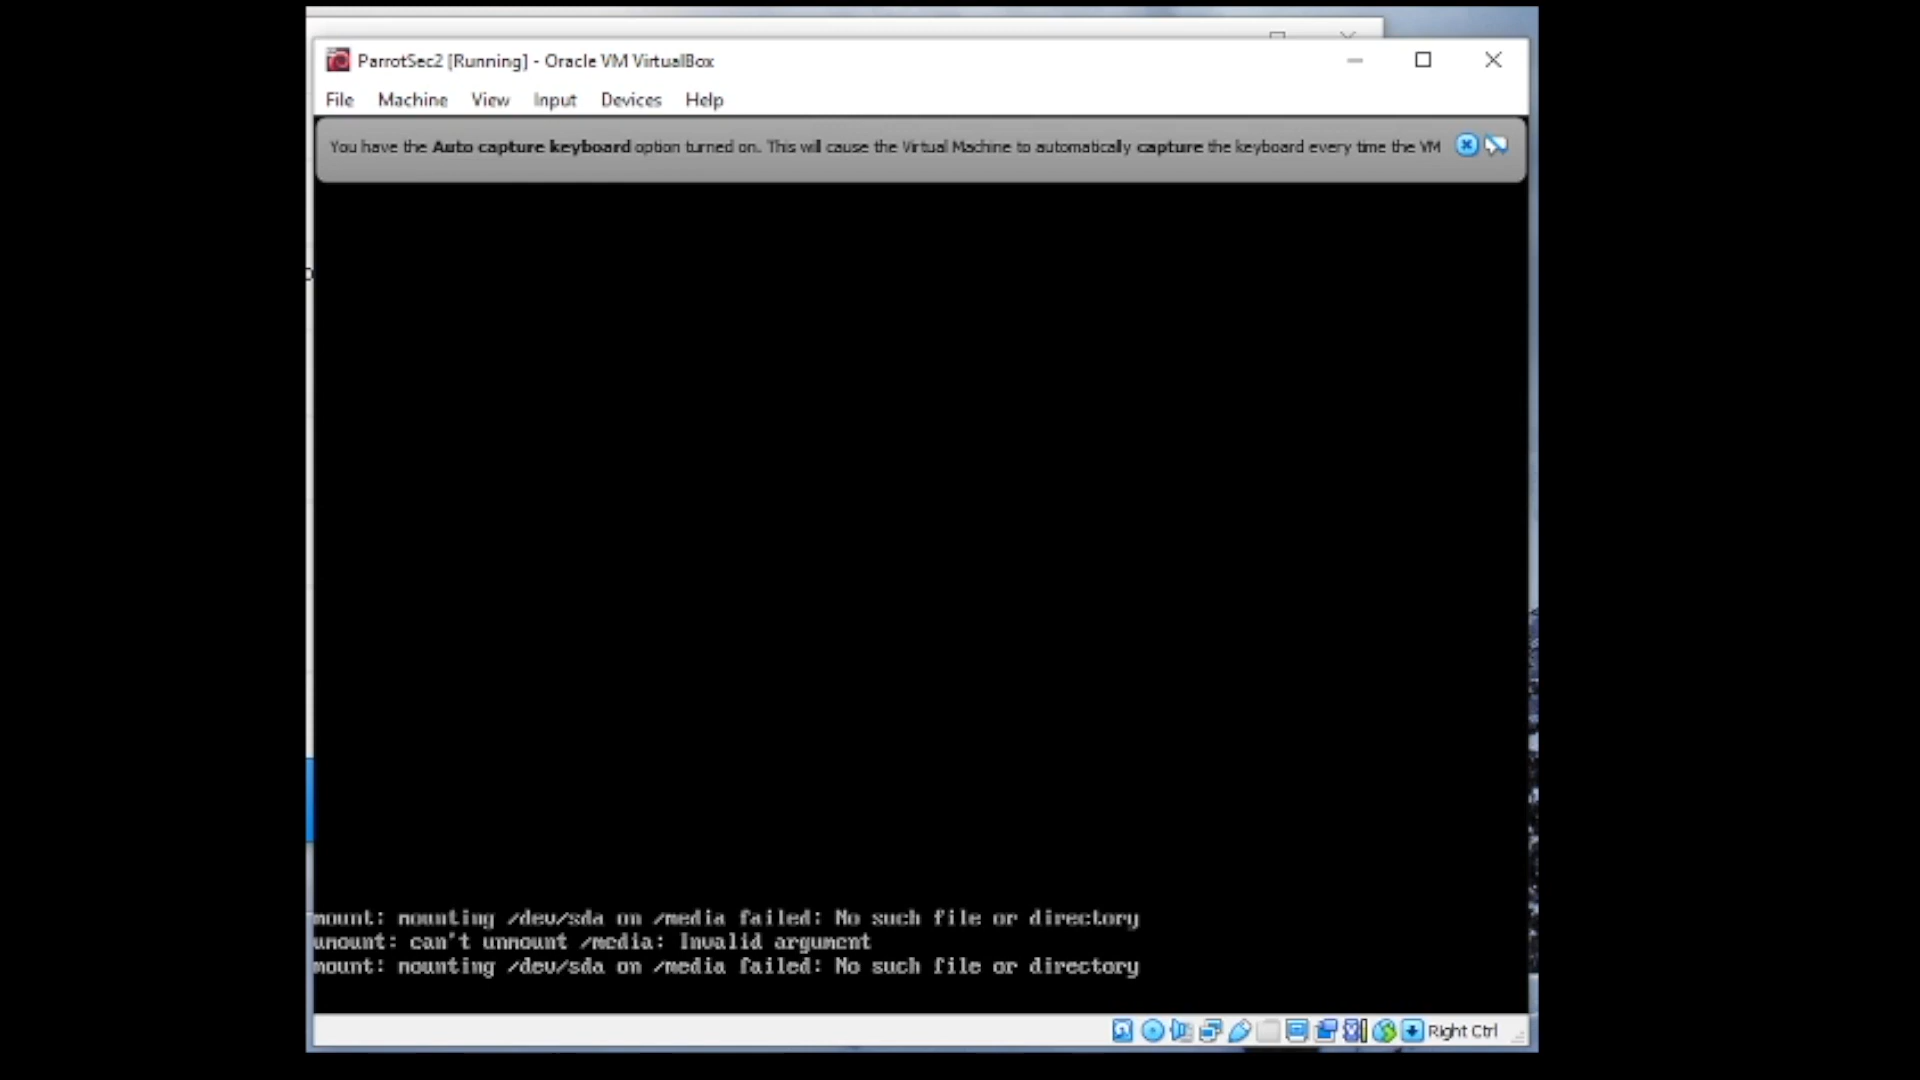 ParrotSec2 [Running] - Oracle VM VirtualBox
File Machine View Input Devices Help
You have the Auto capture keyboard option turned on. This will cause the Virtual Machine to automatically capture the keyboard every time the VM
mount: mounting /dev/sda on /media failed: No such file or directory
umount: can't unmount /media: Invalid argument
mount: mounting /dev/sda on /media failed: No such file or directory
Right Ctrl